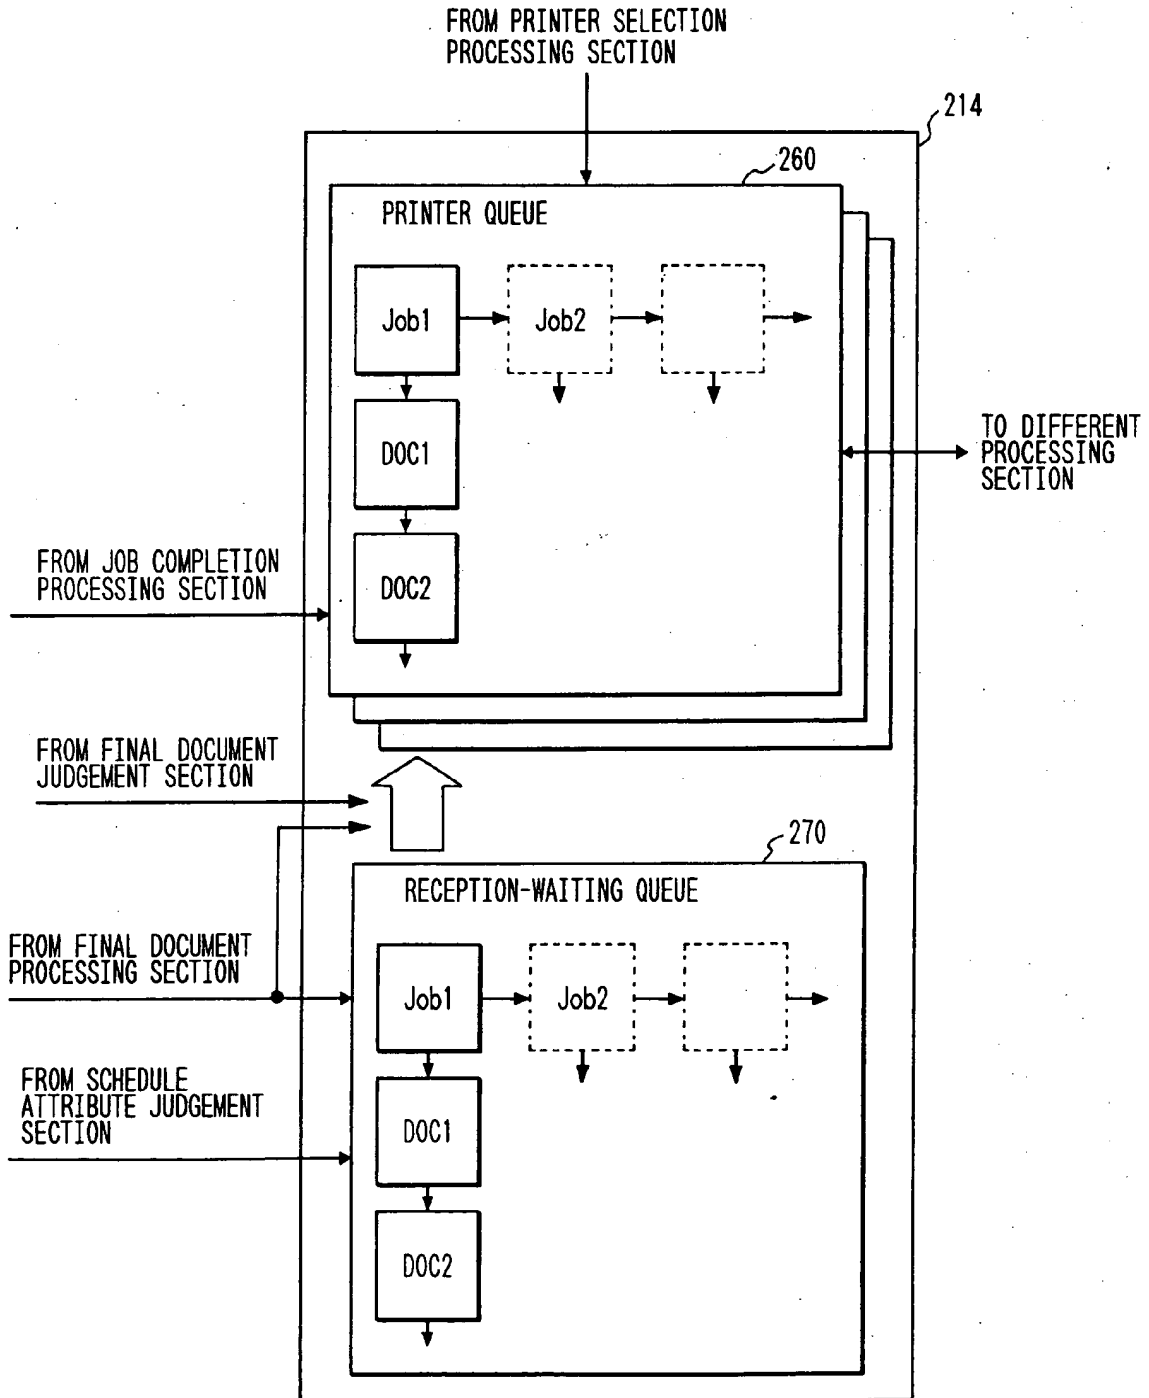 FROM PRINTER SELECTION
PROCESSING SECTION
214
260
PRINTER QUEUE
Job1
Job2
DOC1
TO DIFFERENT
PROCESSING
SECTION
DOC2
FROM JOB COMPLETION
PROCESSING SECTION
FROM FINAL DOCUMENT
JUDGEMENT SECTION
270
RECEPTION-WAITING QUEUE
FROM FINAL DOCUMENT
PROCESSING SECTION
Job1
Job2
FROM SCHEDULE
ATTRIBUTE JUDGEMENT
SECTION
DOC1
DOC2